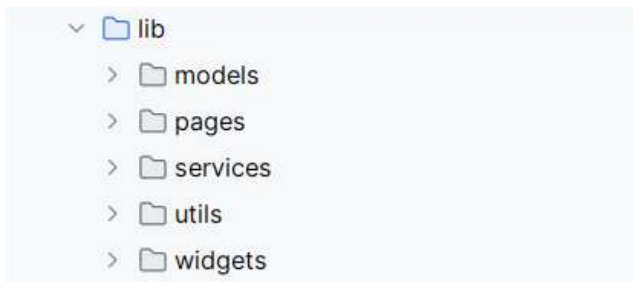 lib
models
pages
services
utils
widgets